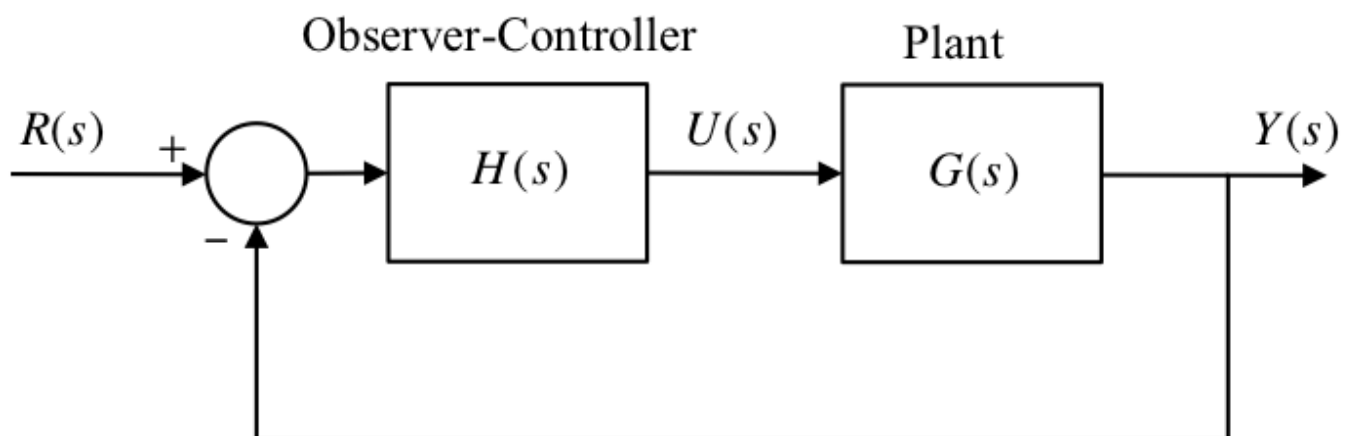 Observer-Controller
Plant
R(s)
+
−
H(s)
U(s)
G(s)
Y(s)